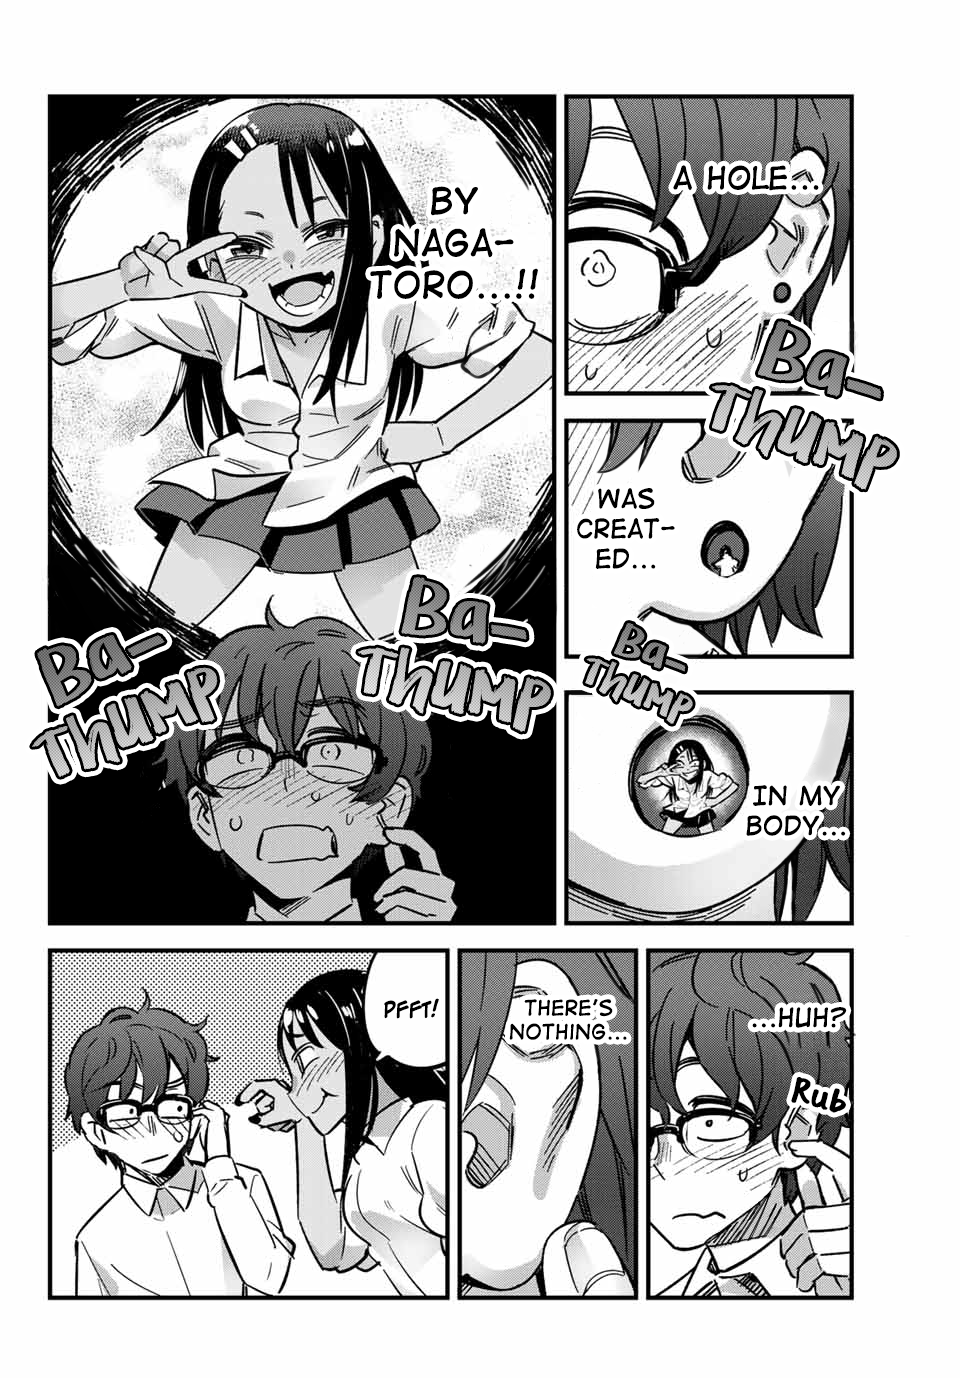 A HOLE...
Ba-
Thump
WAS
CREAT-
ED...
Ba-
Thump
IN MY
BODY...
BY
NAGA-
TORO...!!
Ba-
Thump
Ba-
Thump
...HUH?
Rub
THERE'S
NOTHING...
PFFT!